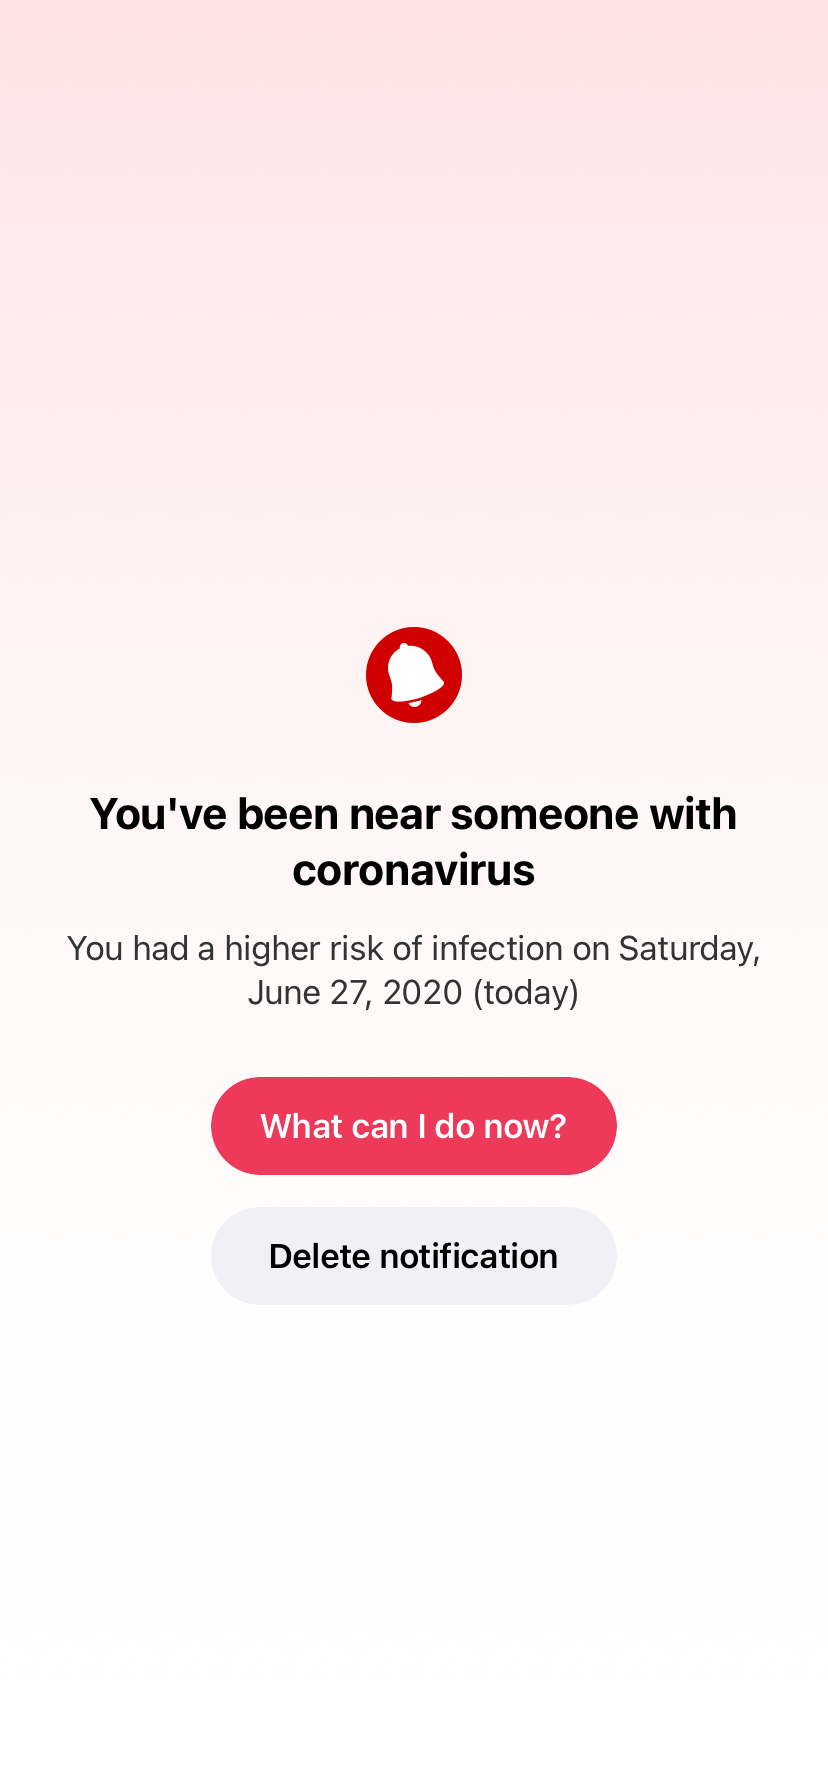 You've been near someone with
coronavirus
You had a higher risk of infection on Saturday,
June 27, 2020 (today)
What can I do now?
Delete notification